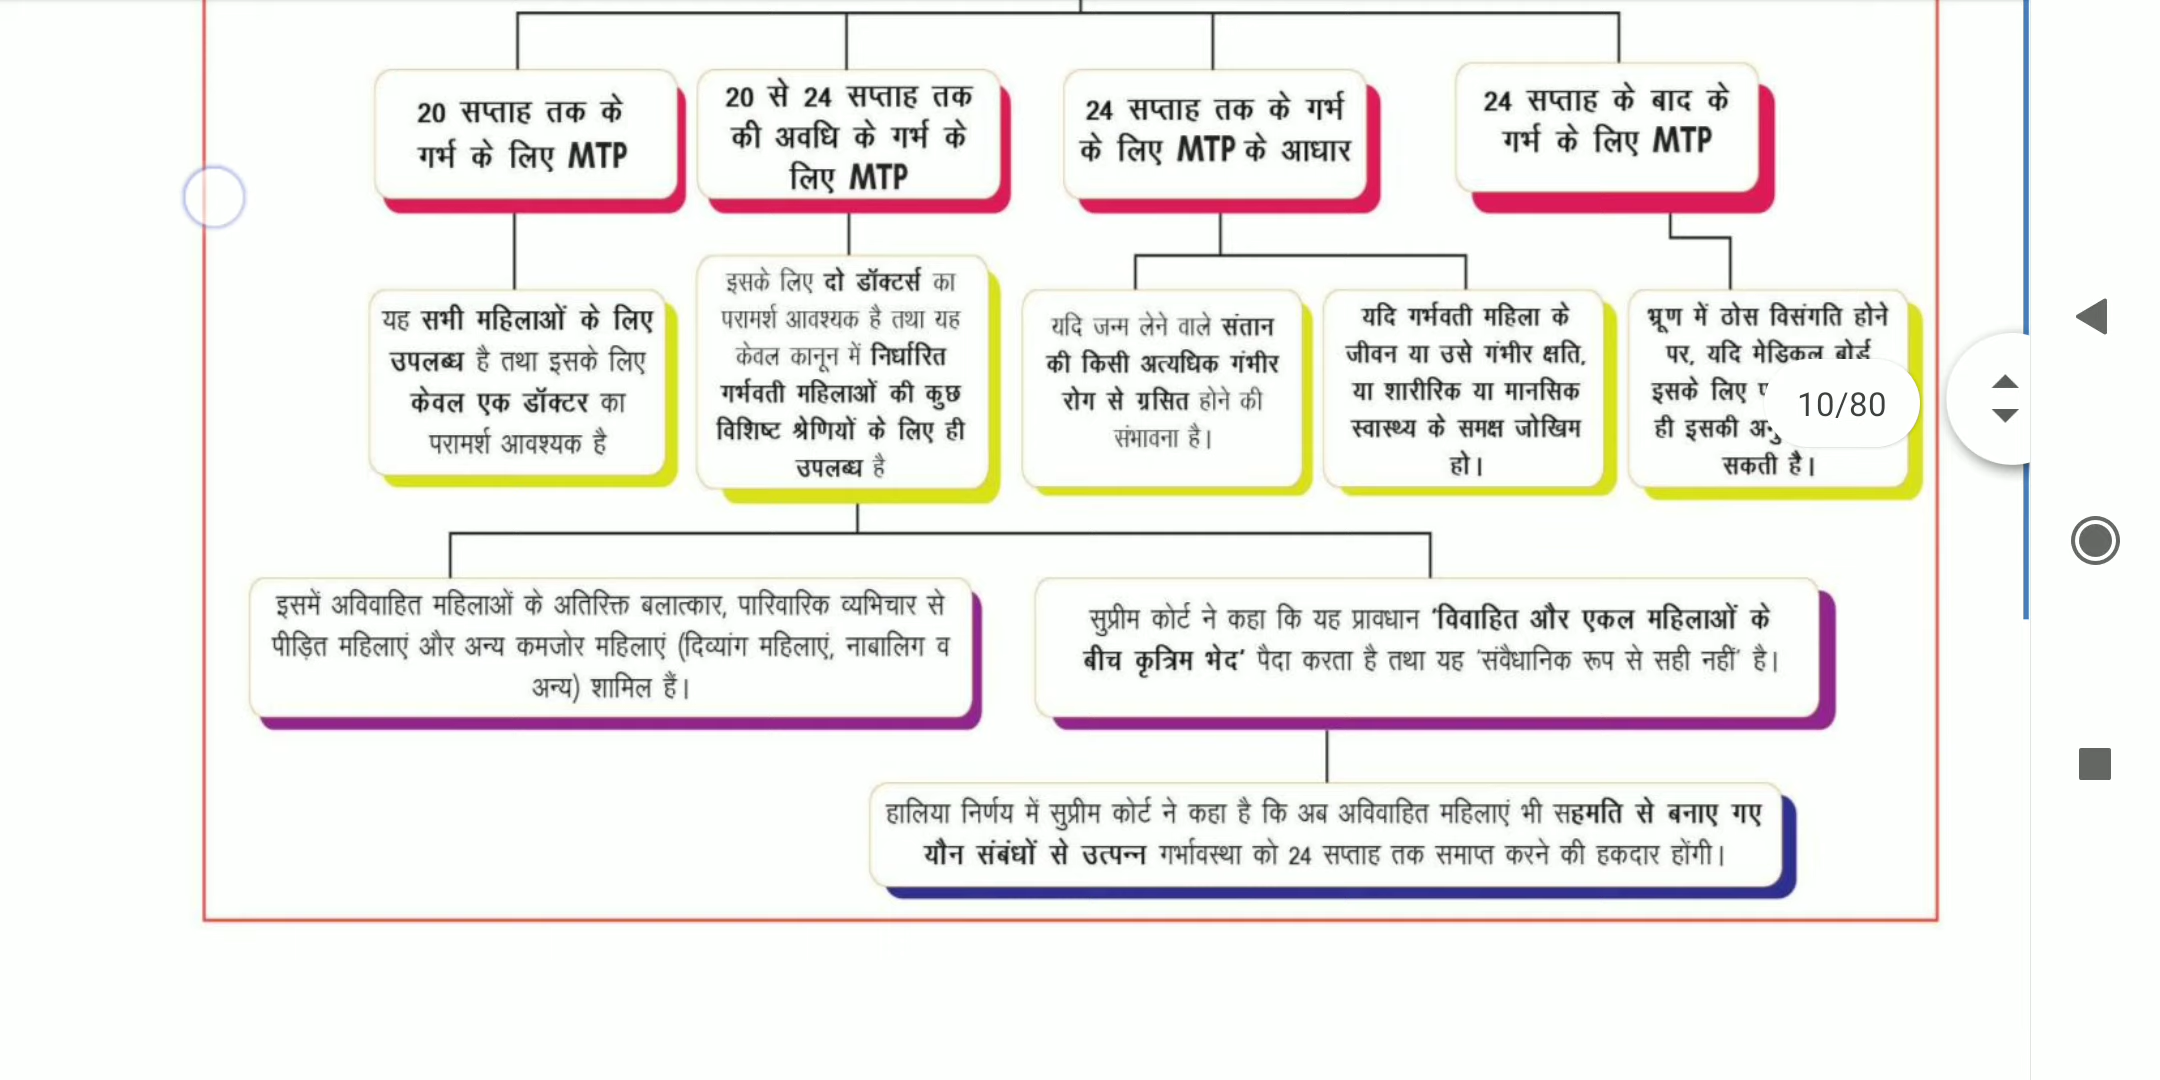 20 सप्ताह तक के
गर्भ के लिए MTP
20 से 24 सप्ताह तक
की अवधि के गर्भ के
लिए MTP
24 सप्ताह तक के गर्भ
के लिए MTP के आधार
24 सप्ताह के बाद के
गर्भ के लिए MTP
यह सभी महिलाओं के लिए
उपलब्ध है तथा इसके लिए
केवल एक डॉक्टर का
परामर्श आवश्यक है
इसके लिए दो डॉक्टर्स का
परामर्श आवश्यक है तथा यह
केवल कानून में निर्धारित
गर्भवती महिलाओं की कुछ
विशिष्ट श्रेणियों के लिए ही
उपलब्ध है
यदि जन्म लेने वाले संतान
की किसी अत्यधिक गंभीर
रोग से ग्रसित होने की
संभावना है।
यदि गर्भवती महिला के
जीवन या उसे गंभीर क्षति,
या शारीरिक या मानसिक
स्वास्थ्य के समक्ष जोखिम
हो।
भ्रूण में ठोस विसंगति होने
पर, यदि मेडिकल बोर्ड
इसके लिए
ही इसकी
सकती है।
10/80
इसमें अविवाहित महिलाओं के अतिरिक्त बलात्कार, पारिवारिक व्यभिचार से
पीड़ित महिलाएं और अन्य कमजोर महिलाएं (दिव्यांग महिलाएं, नाबालिग व
अन्य) शामिल हैं।
सुप्रीम कोर्ट ने कहा कि यह प्रावधान ‘विवाहित और एकल महिलाओं के
बीच कृत्रिम भेद’ पैदा करता है तथा यह ‘संवैधानिक रूप से सही नहीं’ है।
हालिया निर्णय में सुप्रीम कोर्ट ने कहा है कि अब अविवाहित महिलाएं भी सहमति से बनाए गए
यौन संबंधों से उत्पन्न गर्भावस्था को 24 सप्ताह तक समाप्त करने की हकदार होंगी।